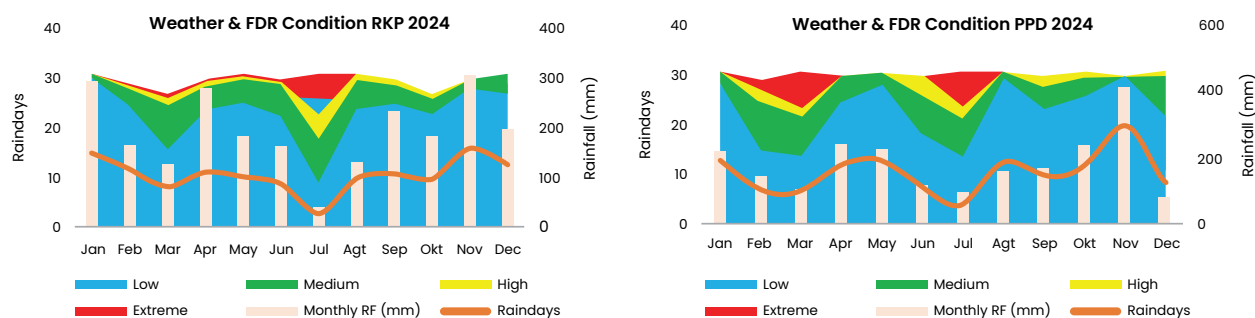 Weather & FDR Condition RKP 2024
40
30
20
10
0
Raindays
400
300
200
100
0
Rainfall (mm)
Jan Feb Mar Apr May Jun Jul Agt Sep Okt Nov Dec
Low Medium High
Extreme Monthly RF (mm) Raindays
Weather & FDR Condition PPD 2024
40
30
20
10
0
Raindays
600
400
200
0
Rainfall (mm)
Jan Feb Mar Apr May Jun Jul Agt Sep Okt Nov Dec
Low Medium High
Extreme Monthly RF (mm) Raindays